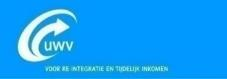 UWV
VOOR RE INTEGRATIE EN TIJDELIJK INKOMEN